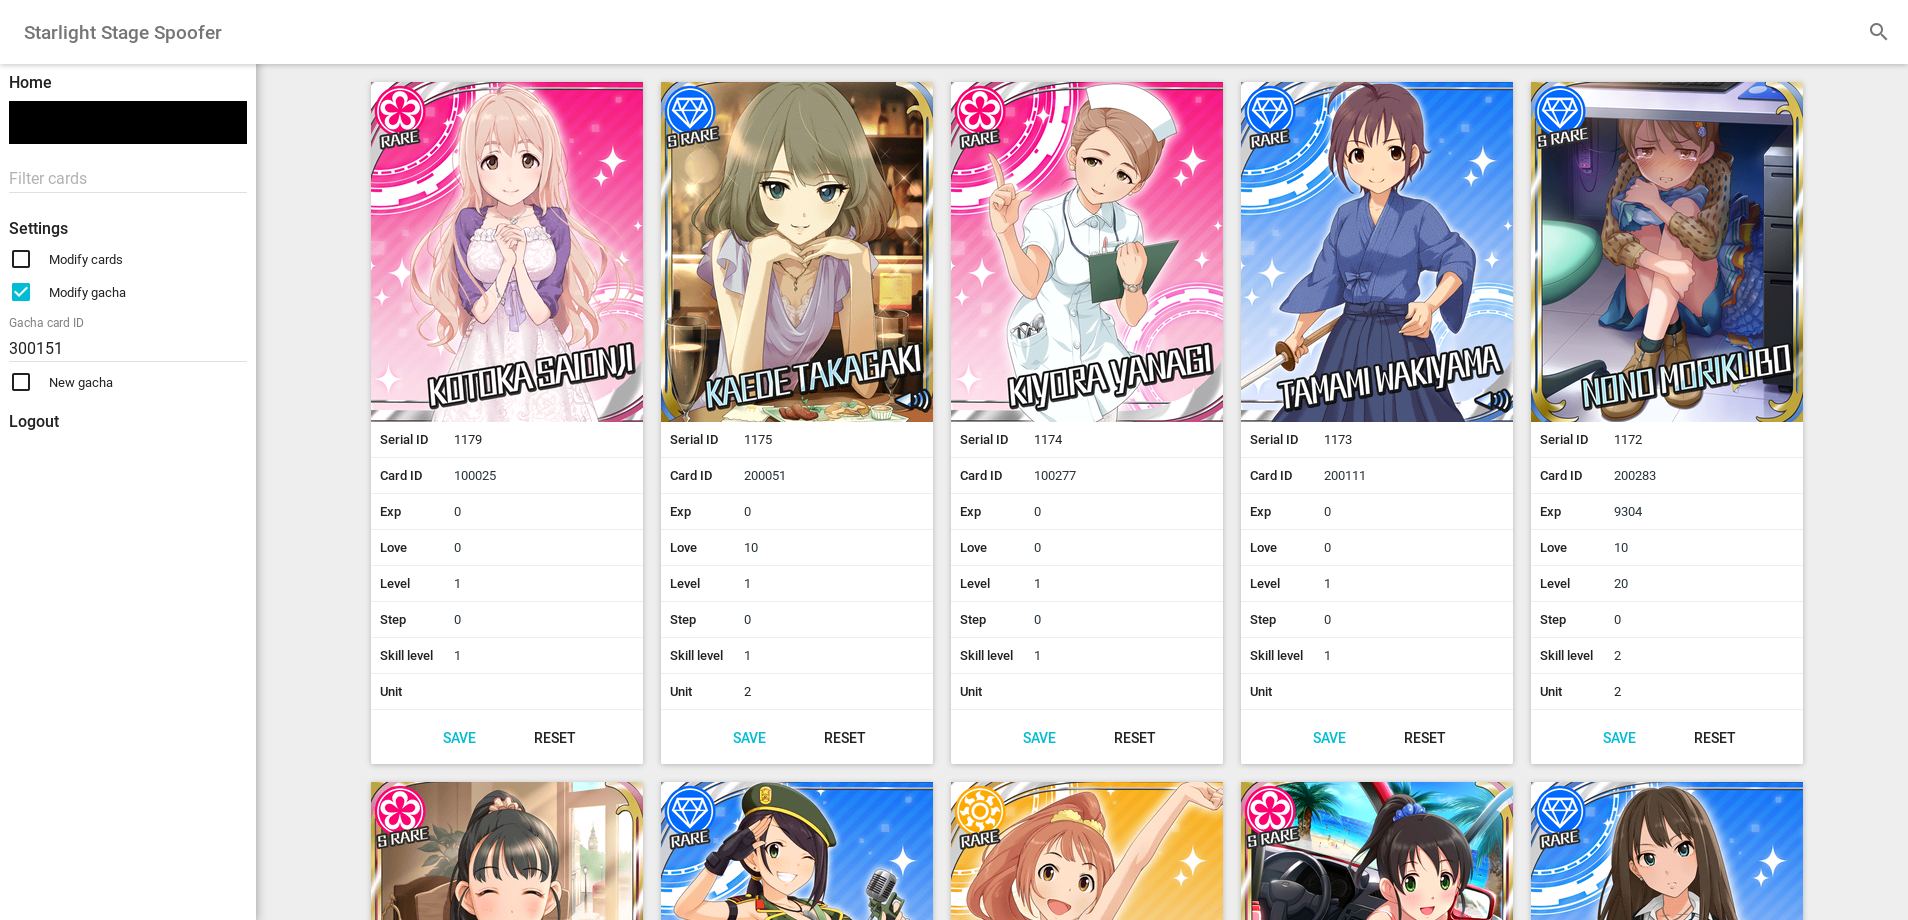 Starlight Stage Spoofer
Home
Filter cards
Settings
Modify cards
Modify gacha
Gacha card ID
300151
New gacha
Logout
RARE
KOTOKA SAIONJI
Serial ID 1179
Card ID 100025
Exp 0
Love 0
Level 1
Step 0
Skill level 1
Unit
SAVE RESET
S RARE
KAEDE TAKAGAKI
Serial ID 1175
Card ID 200051
Exp 0
Love 10
Level 1
Step 0
Skill level 1
Unit 2
SAVE RESET
RARE
KIYORA YANAGI
Serial ID 1174
Card ID 100277
Exp 0
Love 0
Level 1
Step 0
Skill level 1
Unit
SAVE RESET
RARE
TAMAMI WAKIYAMA
Serial ID 1173
Card ID 200111
Exp 0
Love 0
Level 1
Step 0
Skill level 1
Unit
SAVE RESET
S RARE
NONO MORIKUBO
Serial ID 1172
Card ID 200283
Exp 9304
Love 10
Level 20
Step 0
Skill level 2
Unit 2
SAVE RESET
S RARE
RARE
RARE
S RARE
RARE